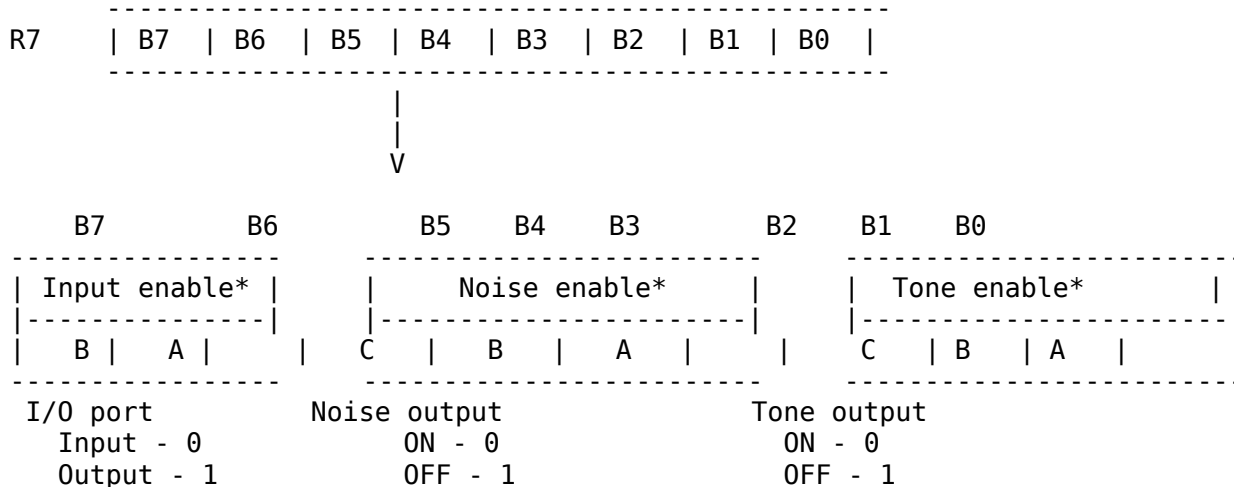 --------------------------------------------------
R7 | B7 | B6 | B5 | B4 | B3 | B2 | B1 | B0 |
--------------------------------------------------
|
|
V
B7 B6 B5 B4 B3 B2 B1 B0
----------------- ------------------------- -------------------------
| Input enable* | | Noise enable* | | Tone enable* |
|---------------| |-----------------------| |-----------------------
| B | A | | C | B | A | | C | B | A |
----------------- ------------------------- -------------------------
I/O port Noise output Tone output
Input - 0 ON - 0 ON - 0
Output - 1 OFF - 1 OFF - 1